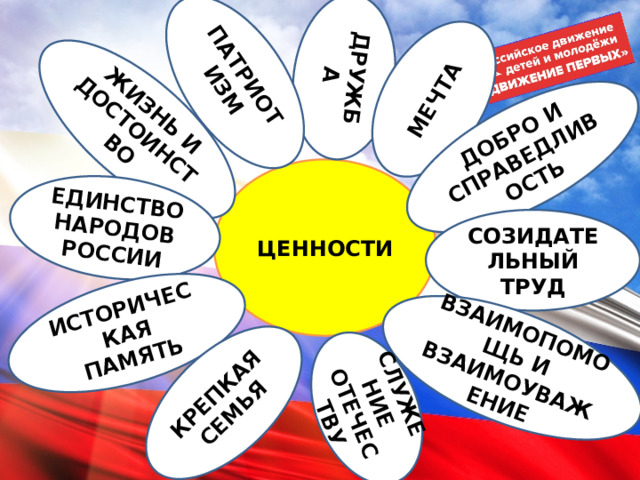 ПАТРИОТ
ИЗМ
ДРУЖБ
А
МЕЧТА
движение
детей и молодёжи
ДВИЖЕНИЕ ПЕРВЫХ»
ЖИЗНЬ И
ДОСТОИНСТ
ВО
ДОБРО И
СПРАВЕДЛИВ
ОСТЬ
ЕДИНСТВО
НАРОДОВ
РОССИИ
ЦЕННОСТИ
СОЗИДАТЕ
ЛЬНЫЙ
ТРУД
ИСТОРИЧЕС
КАЯ
ПАМЯТЬ
ВЗАИМОПОМО
ЩЬ И
ВЗАИМОУВАЖ
ЕНИЕ
КРЕПКАЯ
СЕМЬЯ
СЛУЖЕ
НИЕ
ОТЕЧЕС
ТВУ